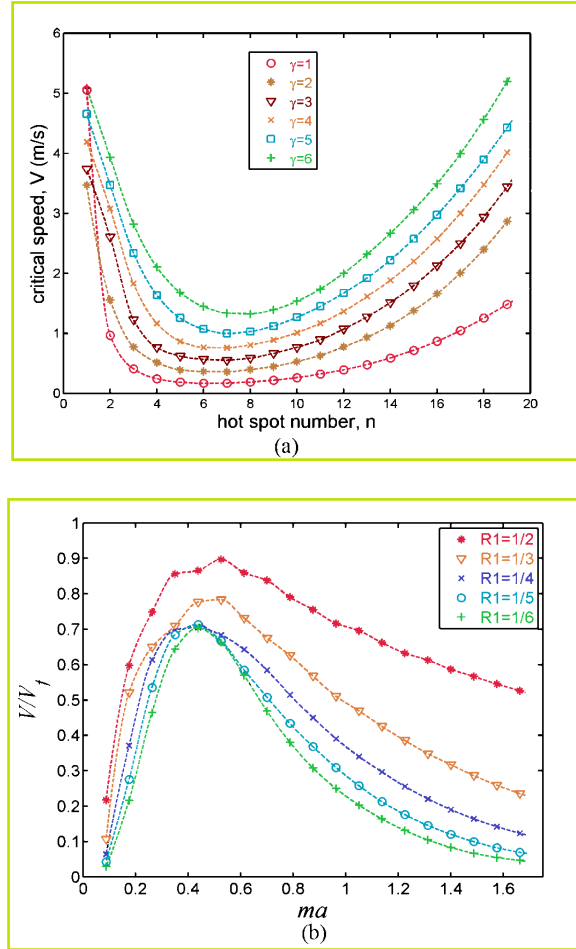 6
5
4
3
2
1
0
0 2 4 6 8 10 12 14 16 18 20
critical speed, V (m/s)
hot spot number, n
γ=1
γ=2
γ=3
γ=4
γ=5
γ=6
(a)
1
0.9
0.8
0.7
0.6
0.5
0.4
0.3
0.2
0.1
0
0 0.2 0.4 0.6 0.8 1 1.2 1.4 1.6
V/Vf
ma
R1=1/2
R1=1/3
R1=1/4
R1=1/5
R1=1/6
(b)